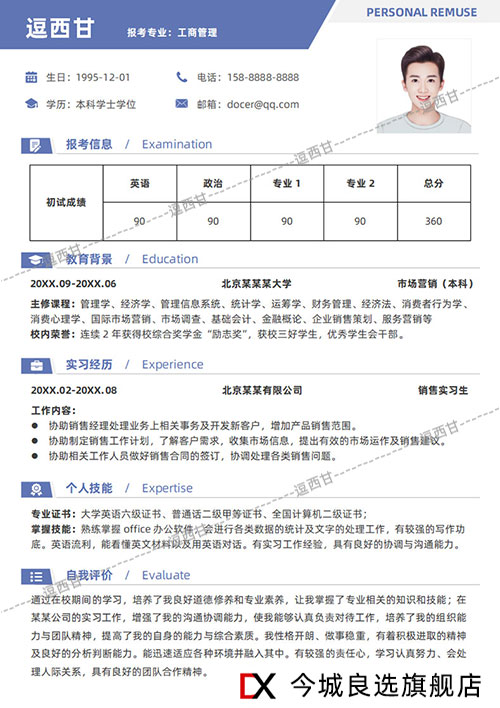 逗西甘
报考专业：工商管理
PERSONAL REMUSE
生日：1995-12-01
电话：158-8888-8888
学历：本科学士学位
邮箱：docer@qq.com
逗西甘
报考信息 / Examination
逗西甘
初试成绩 英语 政治 专业 1 专业 2 总分
90 90 90 90 360
逗西甘
教育背景 / Education
逗西甘
20XX.09-20XX.06 北京某某某大学 市场营销（本科）
主修课程：管理学、经济学、管理信息系统、统计学、运筹学、财务管理、经济法、消费者行为学、
消费心理学、国际市场营销、市场调查、基础会计、金融概论、企业销售策划、服务营销等
校内荣誉：连续 2 年获得校综合奖学金“励志奖”，获校三好学生，优秀学生会干部。
逗西甘
实习经历 / Experience
20XX.02-20XX.08 北京某某有限公司 销售实习生
逗西甘
工作内容：
● 协助销售经理处理业务上相关事务及开发新客户，增加产品销售范围。
● 协助制定销售工作计划，了解客户需求，收集市场信息，提出有效的市场运作及销售建议。
● 协助相关工作人员做好销售合同的签订，协调处理各类销售问题。
逗西甘
逗西甘
个人技能 / Expertise
专业证书：大学英语六级证书、普通话二级甲等证书、全国计算机二级证书；
掌握技能：熟练掌握 office 办公软件，会进行各类数据的统计及文字的处理工作，有较强的写作功
底。英语流利，能看懂英文材料以及用英语对话。有实习工作经验，具有良好的协调与沟通能力。
逗西甘
自我评价 / Evaluate
逗西甘
通过在校期间的学习，培养了我良好道德修养和专业素养，让我掌握了专业相关的知识和技能；在
某某公司的实习工作，增强了我的沟通协调能力，使我能够认真负责对待工作，培养了我的组织能
力与团队精神，提高了我的自身的能力与综合素质。我性格开朗、做事稳重，有着积极进取的精神
及良好的分析判断能力。能迅速适应各种环境并融入其中。有较强的责任心，学习认真努力、会处
理人际关系，具有良好的团队合作精神。
DX 今城良选旗舰店